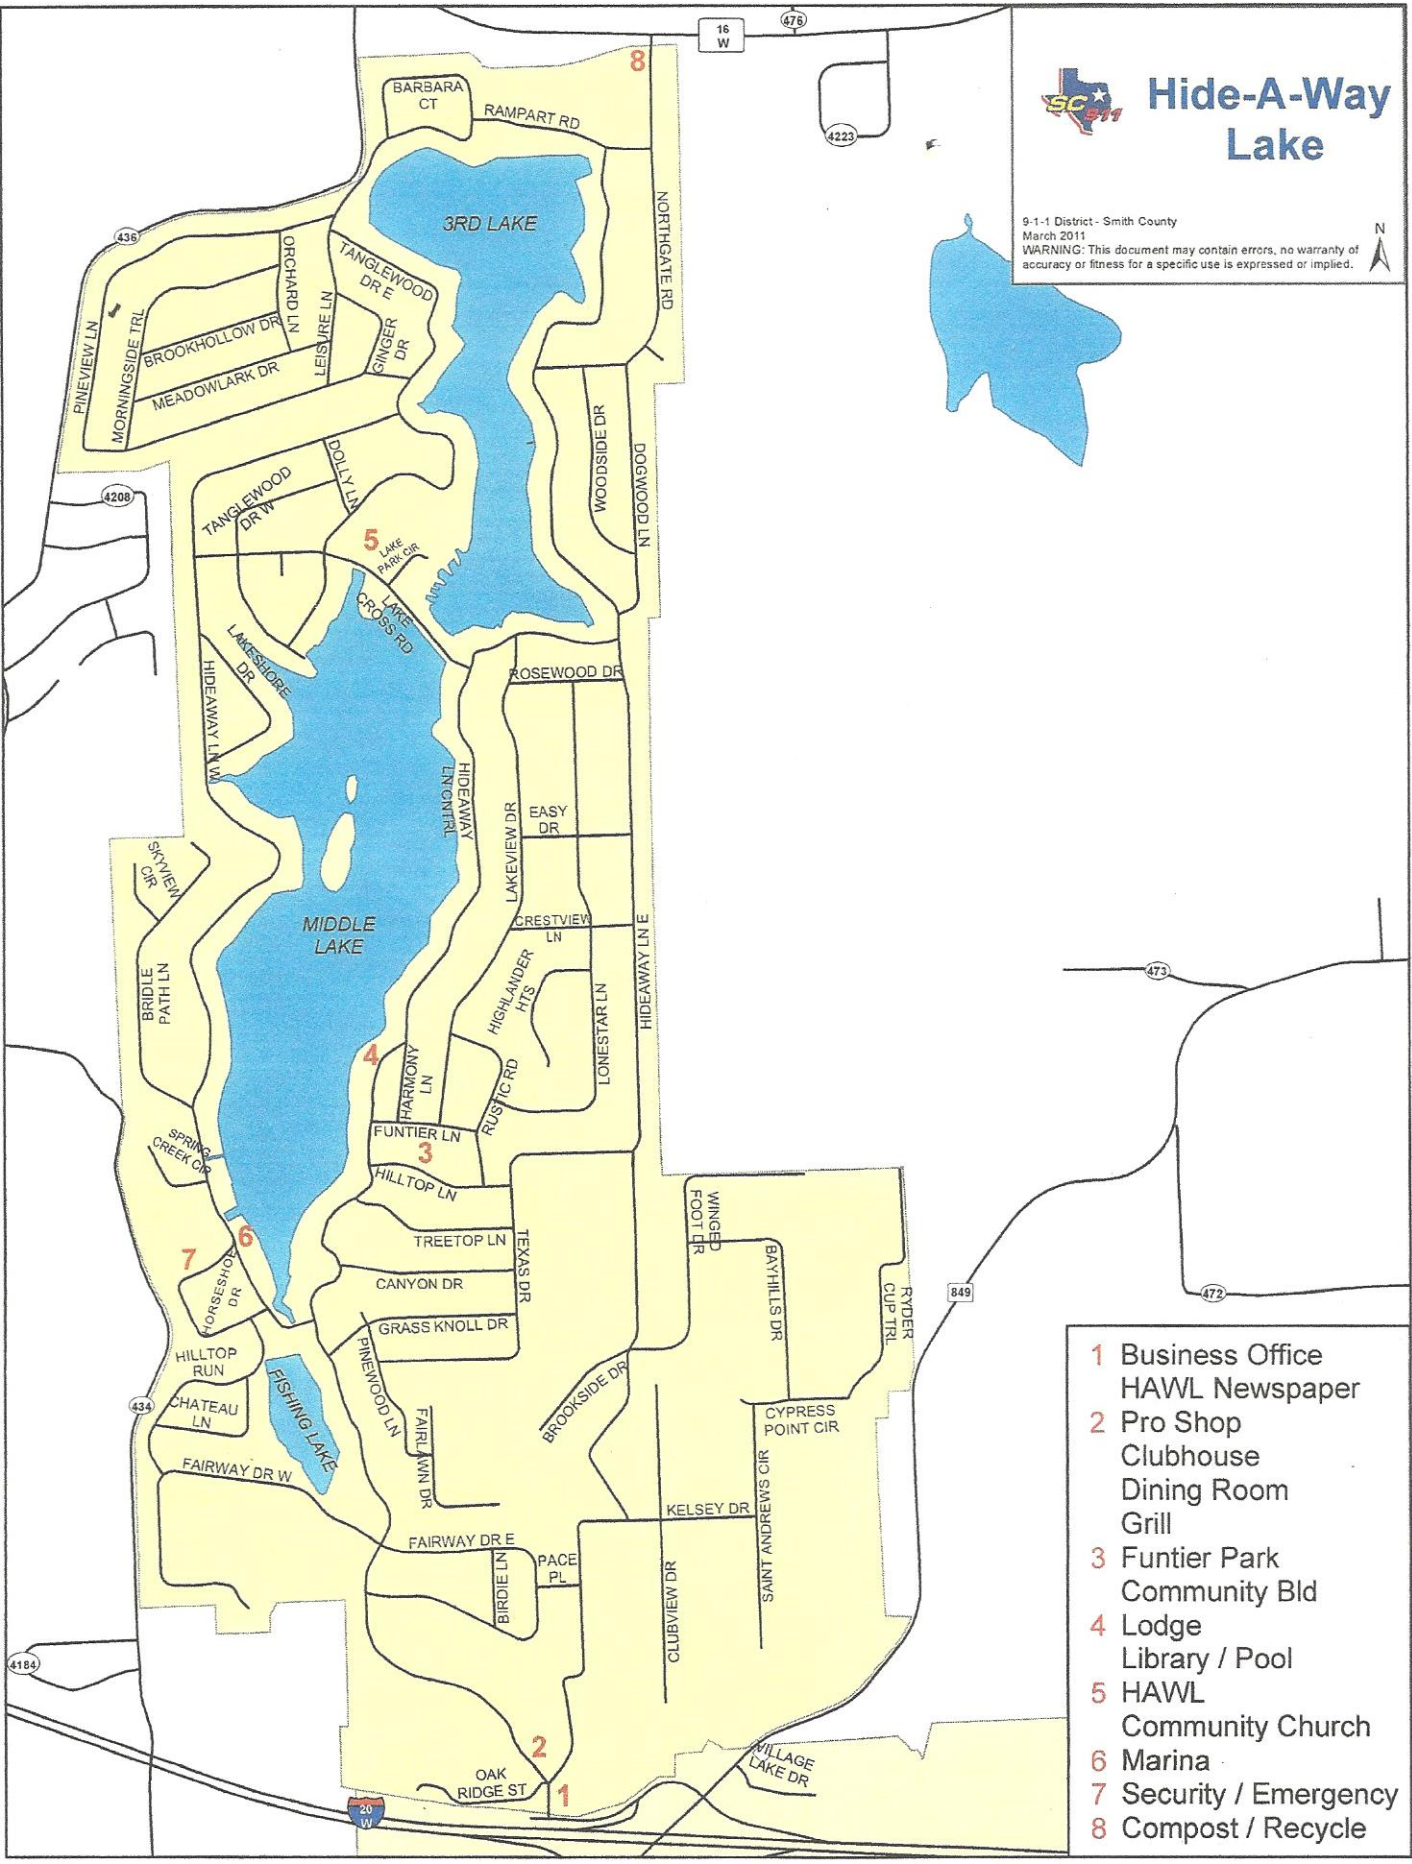 16
W
476
8
BARBARA
CT
RAMPART RD
4223
SC
911
Hide-A-Way
Lake
9-1-1 District - Smith County
March 2011
WARNING: This document may contain errors, no warranty of
accuracy or fitness for a specific use is expressed or implied.
N
3RD LAKE
NORTHGATE RD
436
ORCHARD LN
TANGLEWOOD
DR E
LEISURE LN
GINGER
DR
PINEVIEW LN
MORNINGSIDE TRL
BROOKHOLLOW DR
MEADOWLARK DR
WOODSIDE DR
DOGWOOD LN
DOLLY LN
TANGLEWOOD
DR W
4208
5
LAKE
PARK CIR
LAKE
CROSS RD
LAKESHORE
DR
HIDEAWAY LN W
ROSEWOOD DR
HIDEAWAY
LN CNTRL
LAKEVIEW DR
EASY
DR
SKYVIEW
CIR
MIDDLE
LAKE
CRESTVIEW
LN
HIDEAWAY LN E
BRIDLE
PATH LN
HIGHLANDER
HTS
LONESTAR LN
473
4
HARMONY
LN
RUSTIC RD
FUNTIER LN
3
SPRING
CREEK CIR
HILLTOP LN
6
7
HORSESHOE
DR
TREETOP LN
TEXAS DR
CANYON DR
GRASS KNOLL DR
WINGED
FOOT DR
BAYHILLS DR
RYDER
CUP TRL
849
472
HILLTOP
RUN
FISHING LAKE
PINEWOOD LN
BROOKSIDE DR
434
CHATEAU
LN
FAIRLAWN DR
CYPRESS
POINT CIR
FAIRWAY DR W
KELSEY DR
SAINT ANDREWS CIR
FAIRWAY DR E
BIRDIE LN
PACE
PL
CLUBVIEW DR
4184
2
OAK
RIDGE ST
1
VILLAGE
LAKE DR
20
W
1 Business Office
HAWL Newspaper
2 Pro Shop
Clubhouse
Dining Room
Grill
3 Funtier Park
Community Bld
4 Lodge
Library / Pool
5 HAWL
Community Church
6 Marina
7 Security / Emergency
8 Compost / Recycle